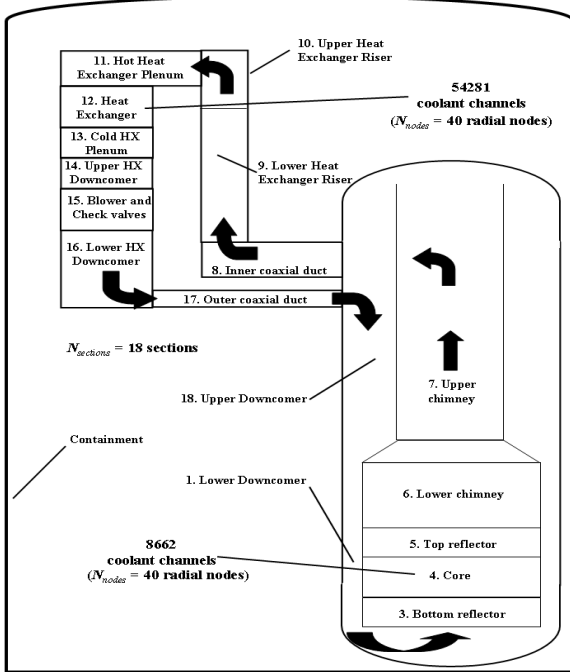 10. Upper Heat
Exchanger Riser
11. Hot Heat
Exchanger Plenum
54281
coolant channels
(Nnodes = 40 radial nodes)
12. Heat
Exchanger
13. Cold HX
Plenum
14. Upper HX
Downcomer
9. Lower Heat
Exchanger Riser
15. Blower and
Check valves
16. Lower HX
Downcomer
8. Inner coaxial duct
17. Outer coaxial duct
Nsections = 18 sections
7. Upper
chimney
18. Upper Downcomer
Containment
1. Lower Downcomer
6. Lower chimney
8662
coolant channels
(Nnodes = 40 radial nodes)
5. Top reflector
4. Core
3. Bottom reflector